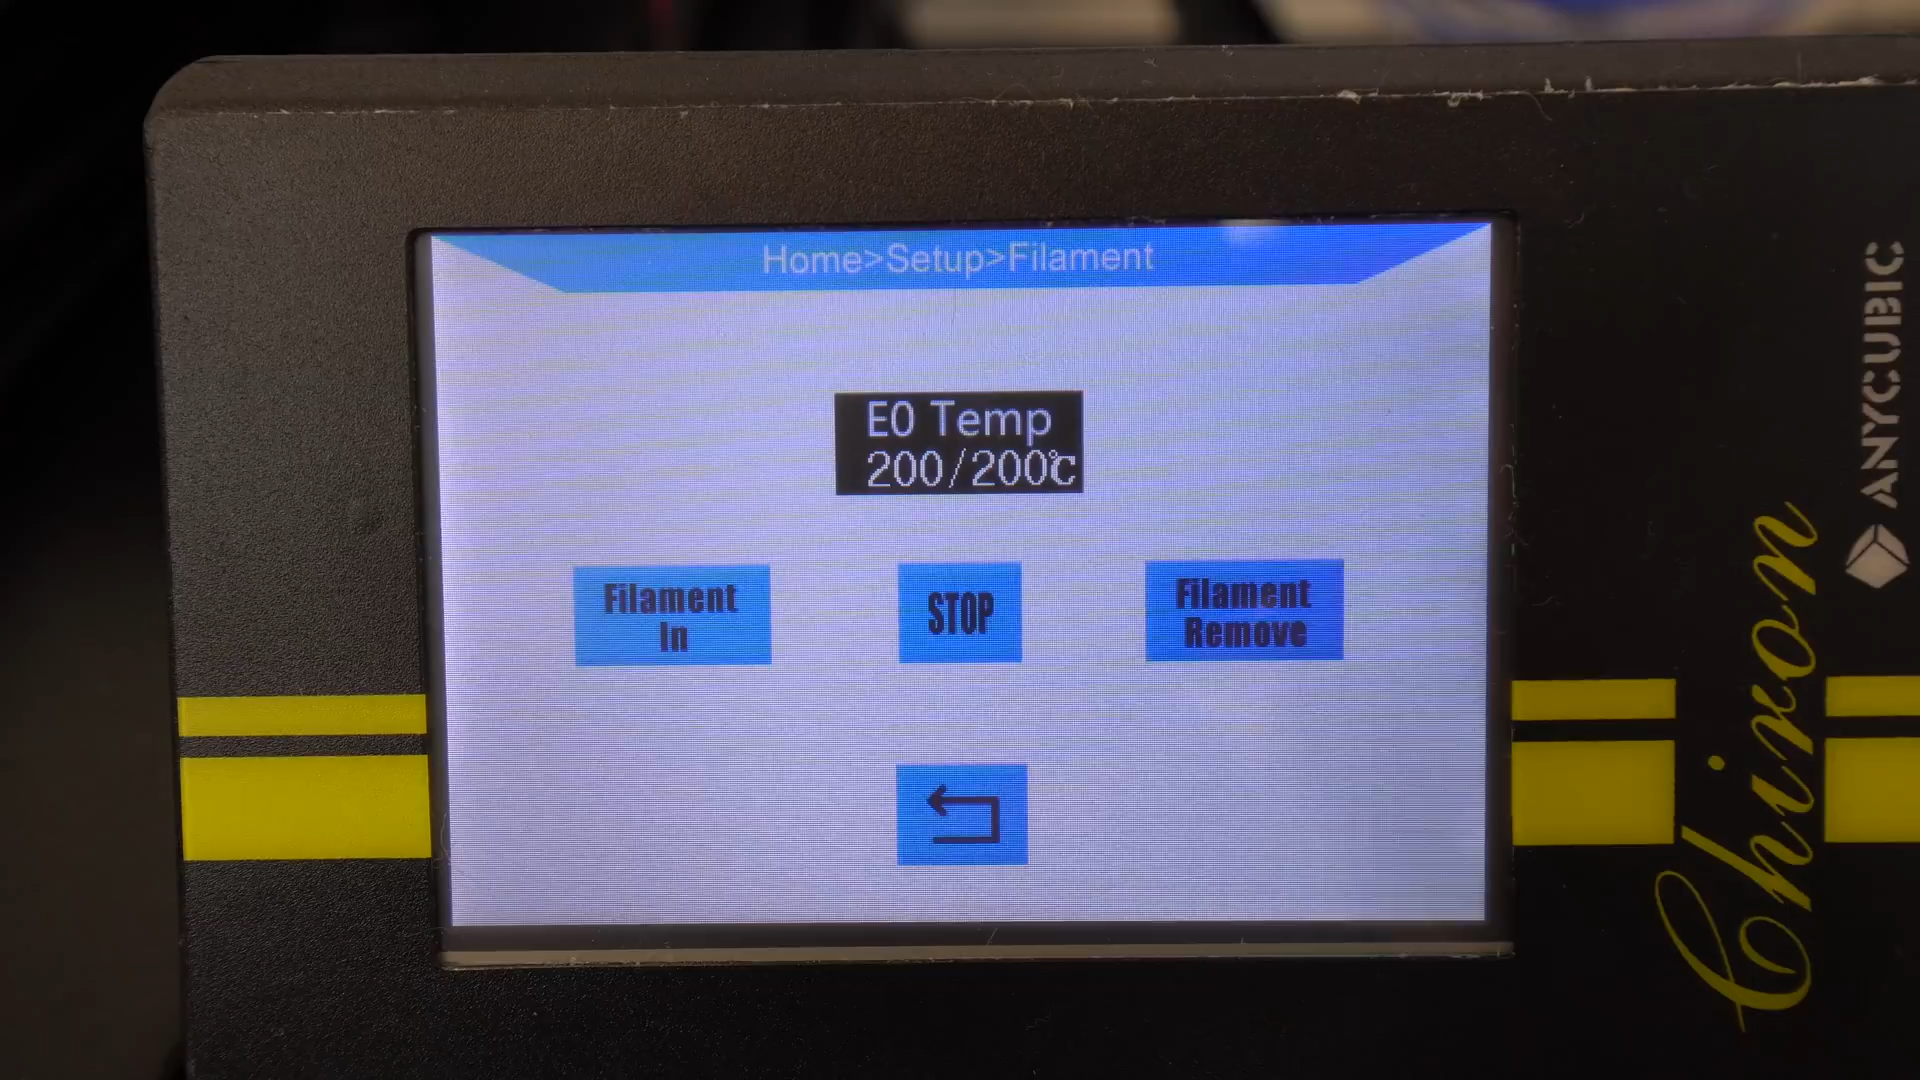 Home>Setup>Filament
E0 Temp
200/200℃
Filament
In
STOP
Filament
Remove
ANYCUBIC
Chiron